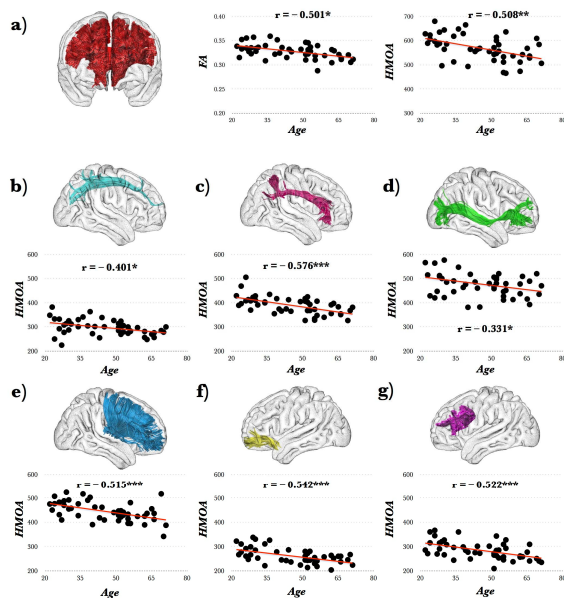 a)
r = − 0.501*
0.40
0.35
0.30
0.25
0.20
FA
20 35 50 65 80
Age
r = − 0.508**
700
600
500
400
300
HMOA
20 35 50 65 80
Age
b)
r = − 0.401*
600
500
400
300
200
HMOA
20 35 50 65 80
Age
c)
r = − 0.576***
600
500
400
300
200
HMOA
20 35 50 65 80
Age
d)
600
500
400
300
200
HMOA
r = − 0.331*
20 35 50 65 80
Age
e)
r = − 0.515***
600
500
400
300
200
HMOA
20 35 50 65 80
Age
f)
r = − 0.542***
600
500
400
300
200
HMOA
20 35 50 65 80
Age
g)
r = − 0.522***
600
500
400
300
200
HMOA
20 35 50 65 80
Age